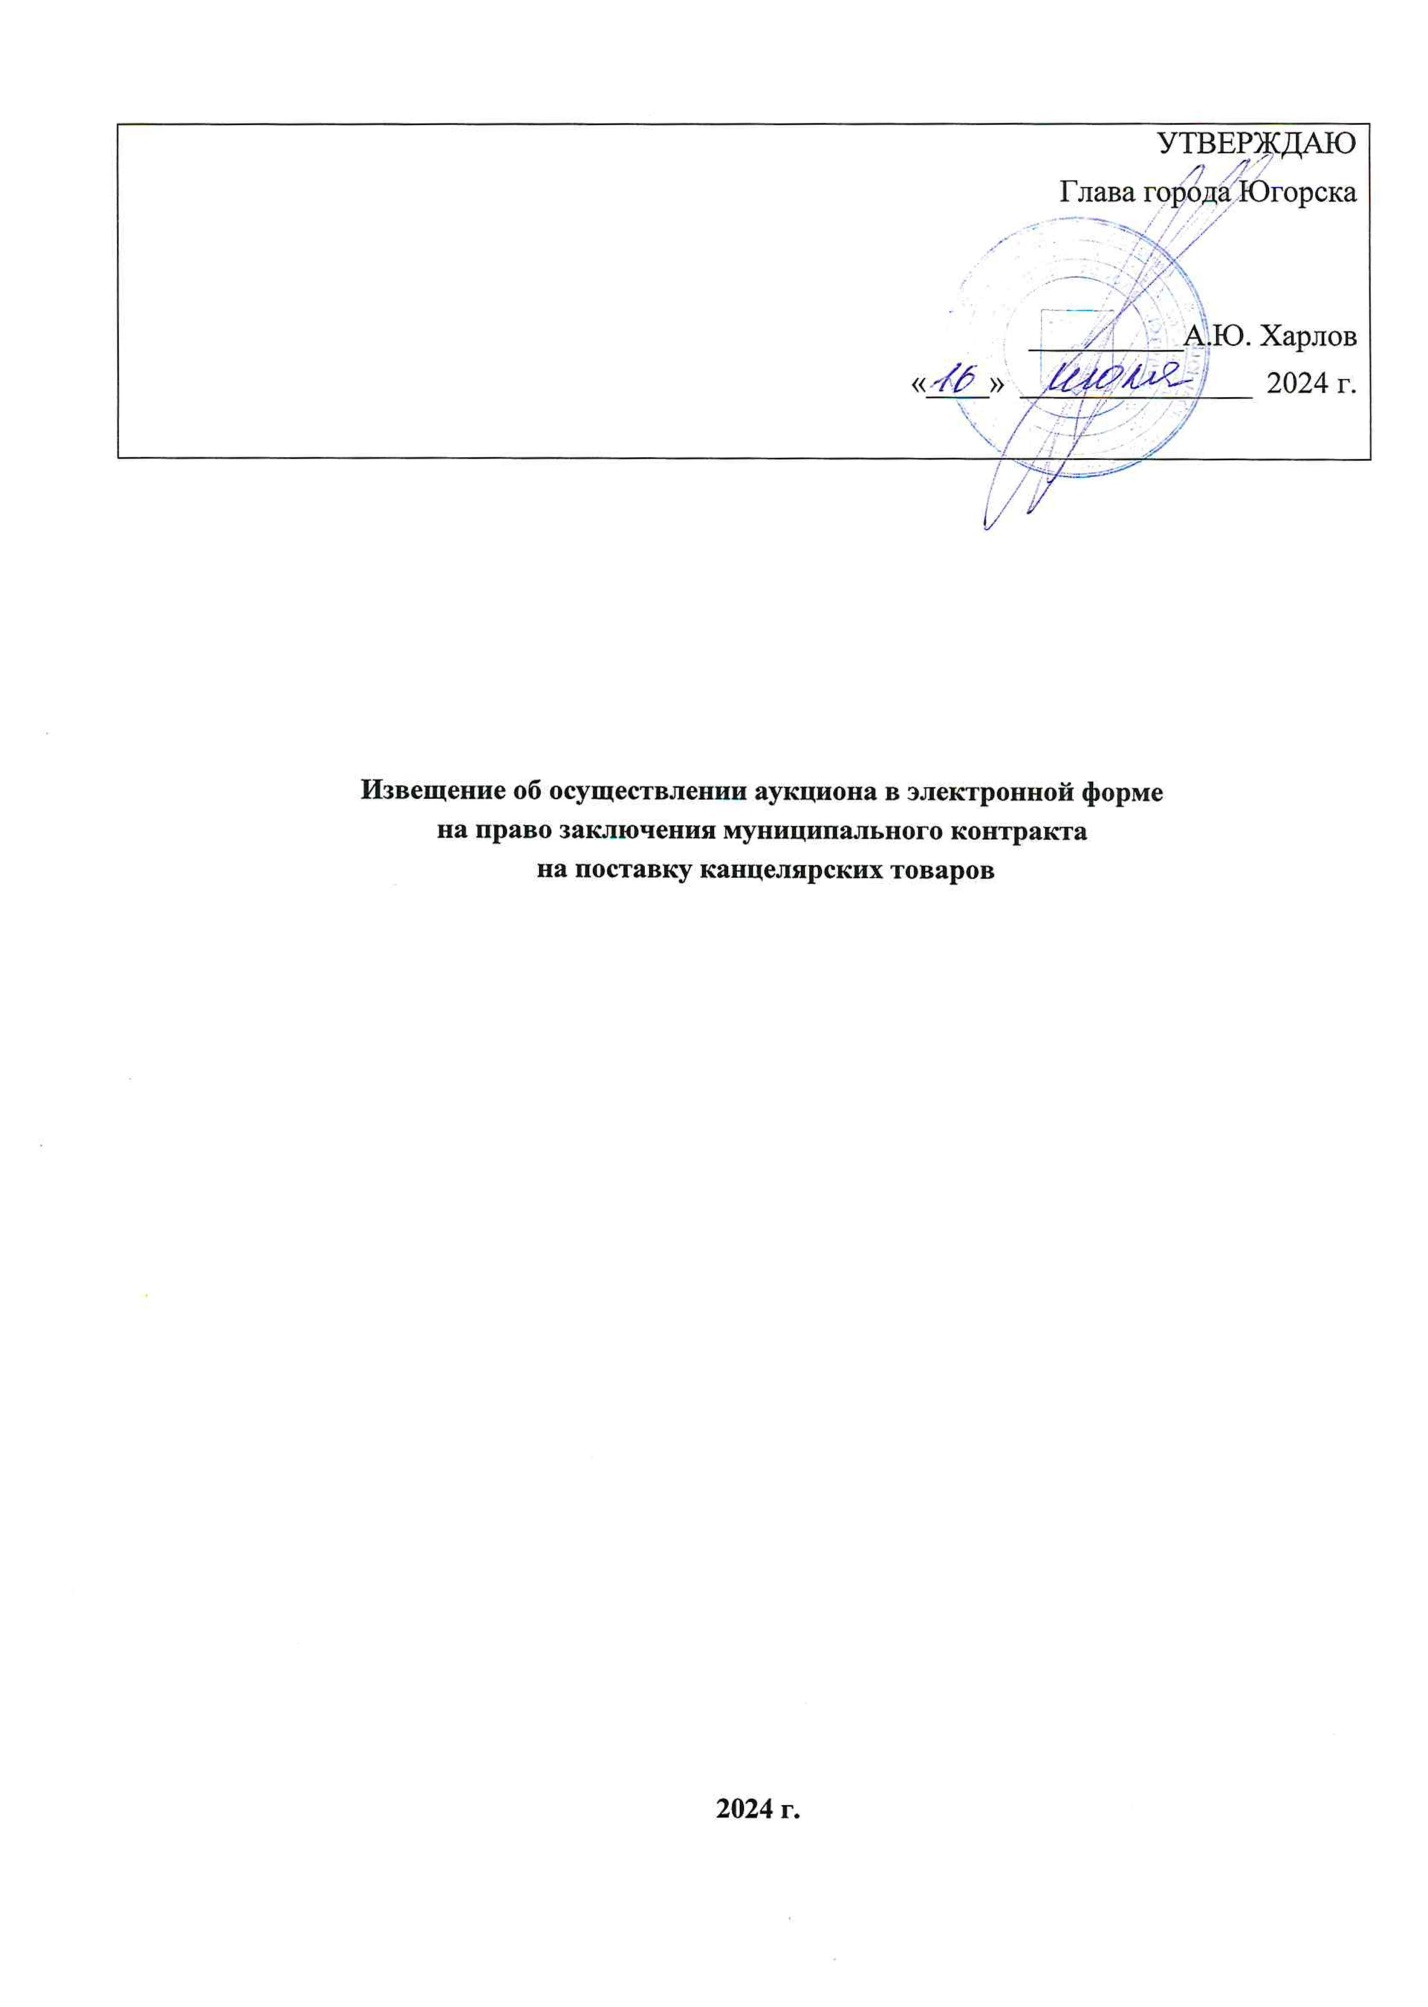 УТВЕРЖДАЮ
Глава города Югорска
____________А.Ю. Харлов
«16» июля 2024 г.
Извещение об осуществлении аукциона в электронной форме
на право заключения муниципального контракта
на поставку канцелярских товаров
2024 г.